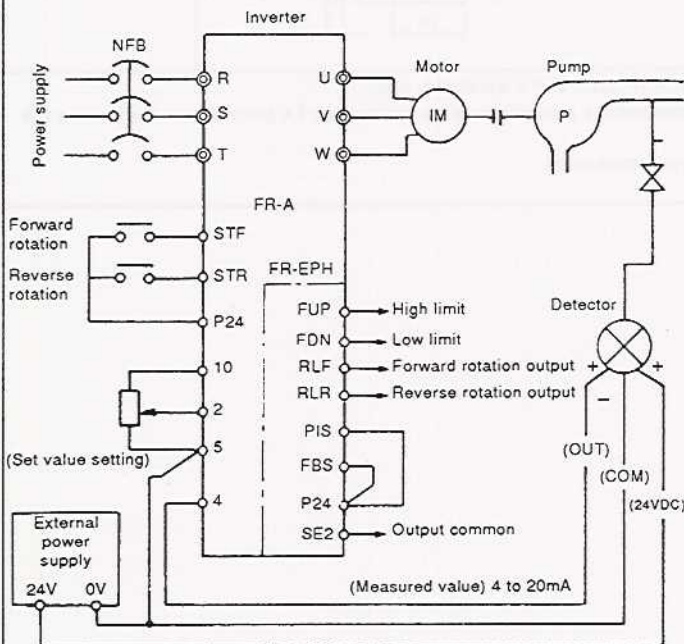 Inverter
NFB
Power supply
R
S
T
U
V
W
Motor
IM
Pump
P
FR-A
Forward
rotation
STF
Reverse
rotation
STR
P24
FR-EPH
FUP
High limit
FDN
Low limit
RLF
Forward rotation output
RLR
Reverse rotation output
PIS
FBS
P24
SE2
Output common
10
2
5
(Set value setting)
4
Detector
+
−
+
(OUT)
(COM)
(24VDC)
External
power
supply
24V
0V
(Measured value) 4 to 20mA